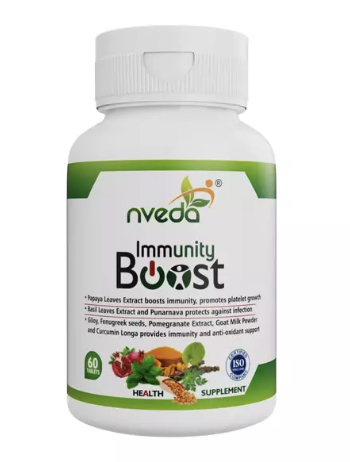 ®
nveda
Immunity
Boost
• Papaya Leaves Extract boosts immunity, promotes platelet growth
• Basil Leaves Extract and Punarnava protects against infection
• Giloy, Fenugreek seeds, Pomegranate Extract, Goat Milk Powder
and Curcumin Longa provides immunity and anti-oxidant support
60
TABLETS
ISO
HEALTH SUPPLEMENT